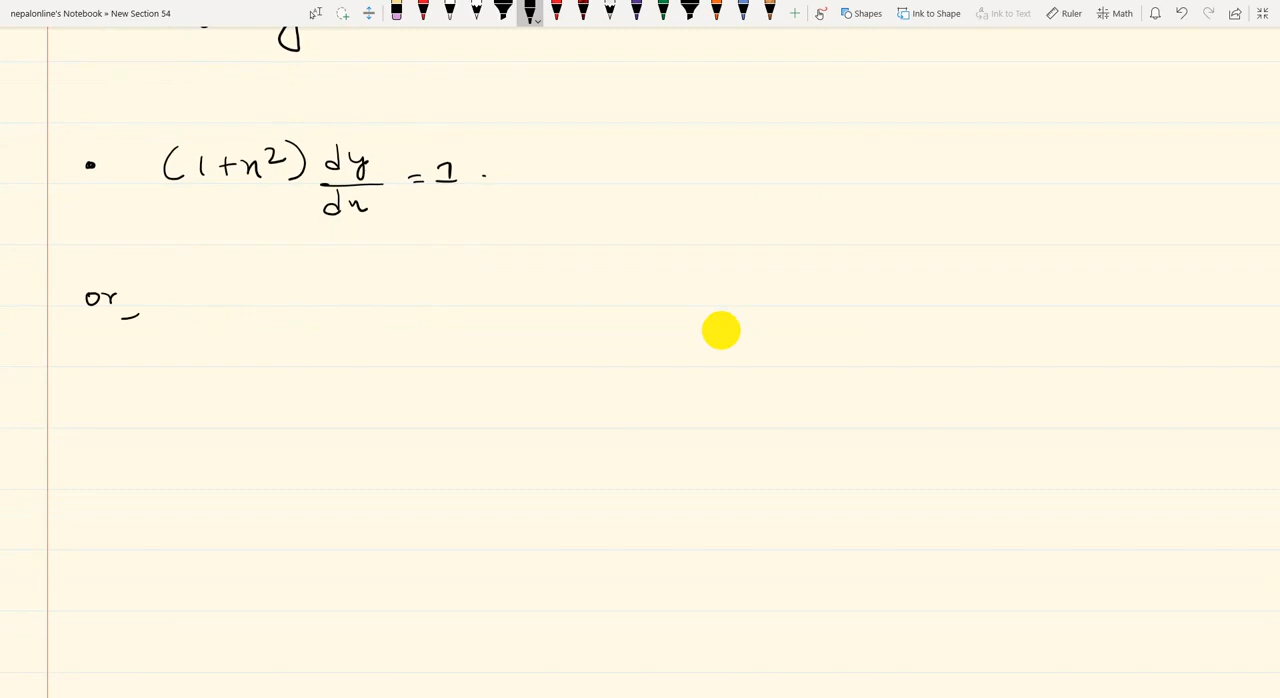 nepalonline's Notebook » New Section 54
Shapes Ink to Shape Ink to Text Ruler Math
• (1+x²) dy/dx = 1 .
or,